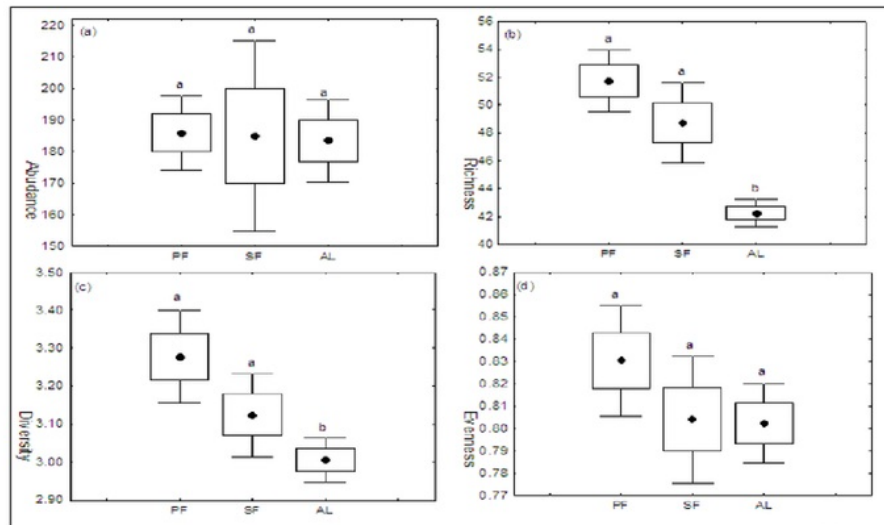 (a)
220
210
200
190
180
170
160
150
Abudance
a
a
a
PF
SF
AL
(b)
56
54
52
50
48
46
44
42
40
Richness
a
a
b
PF
SF
AL
(c)
3.50
3.40
3.30
3.20
3.10
3.00
2.90
Diversity
a
a
b
PF
SF
AL
(d)
0.87
0.86
0.85
0.84
0.83
0.82
0.81
0.80
0.79
0.78
0.77
Evenness
a
a
a
PF
SF
AL